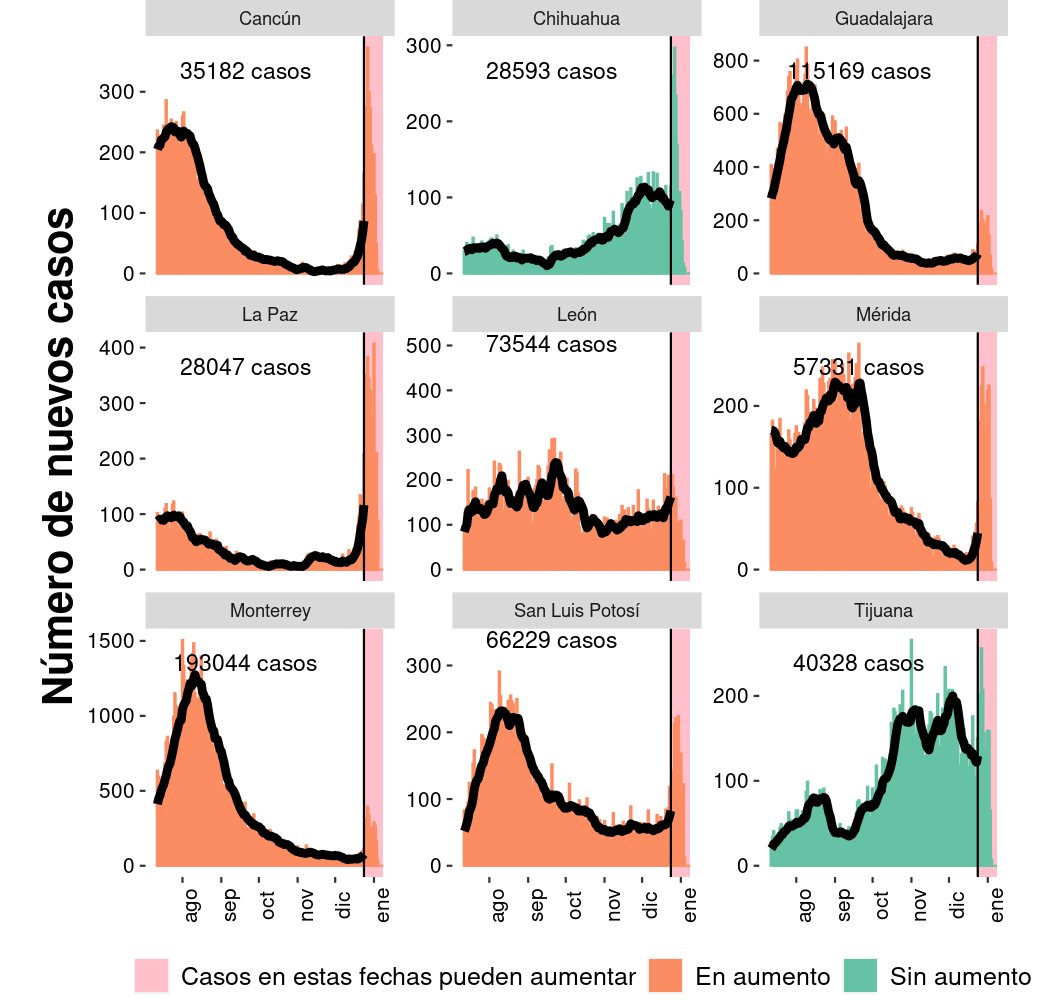 Número de nuevos casos
Cancún
Chihuahua
Guadalajara
35182 casos
28593 casos
115169 casos
300
200
100
0
300
200
100
0
800
600
400
200
0
La Paz
León
Mérida
28047 casos
73544 casos
57331 casos
400
300
200
100
0
500
400
300
200
100
0
200
100
0
Monterrey
San Luis Potosí
Tijuana
193044 casos
66229 casos
40328 casos
1500
1000
500
0
300
200
100
0
200
100
0
ago sep oct nov dic ene
ago sep oct nov dic ene
ago sep oct nov dic ene
Casos en estas fechas pueden aumentar En aumento Sin aumento